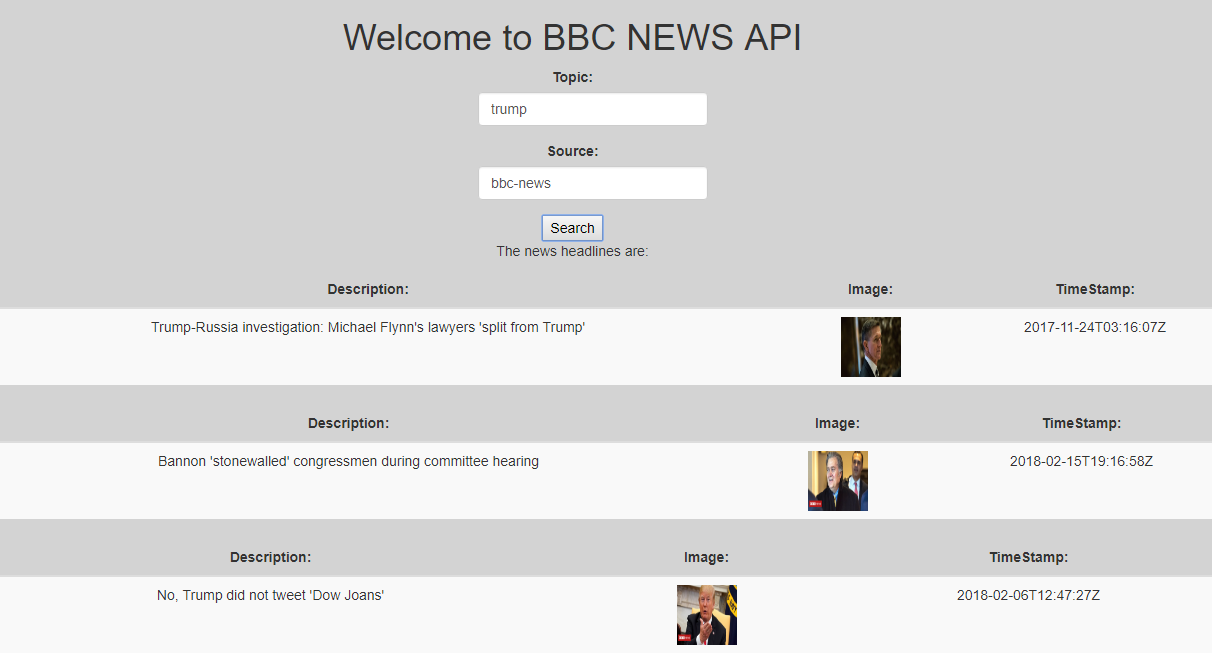 Welcome to BBC NEWS API
Topic:
trump
Source:
bbc-news
Search
The news headlines are:
Description: Image: TimeStamp:
Trump-Russia investigation: Michael Flynn's lawyers 'split from Trump' 2017-11-24T03:16:07Z
Description: Image: TimeStamp:
Bannon 'stonewalled' congressmen during committee hearing 2018-02-15T19:16:58Z
Description: Image: TimeStamp:
No, Trump did not tweet 'Dow Joans' 2018-02-06T12:47:27Z